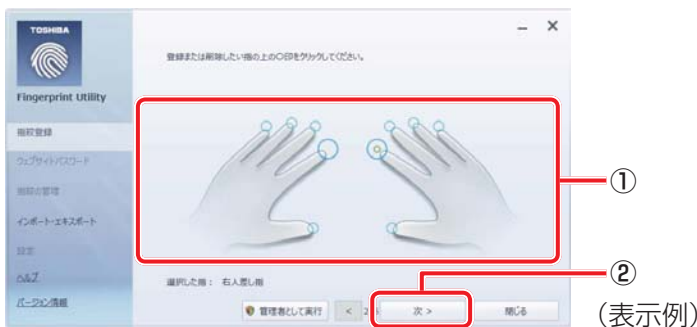 TOSHIBA
Fingerprint Utility
登録または削除したい指の上の○印をクリックしてください。
指紋登録
ウェブサイトパスワード
指紋の管理
インポート・エクスポート
設定
ヘルプ
バージョン情報
①
選択した指： 右人差し指
②
管理者として実行 < 2 次 > 閉じる
（表示例）